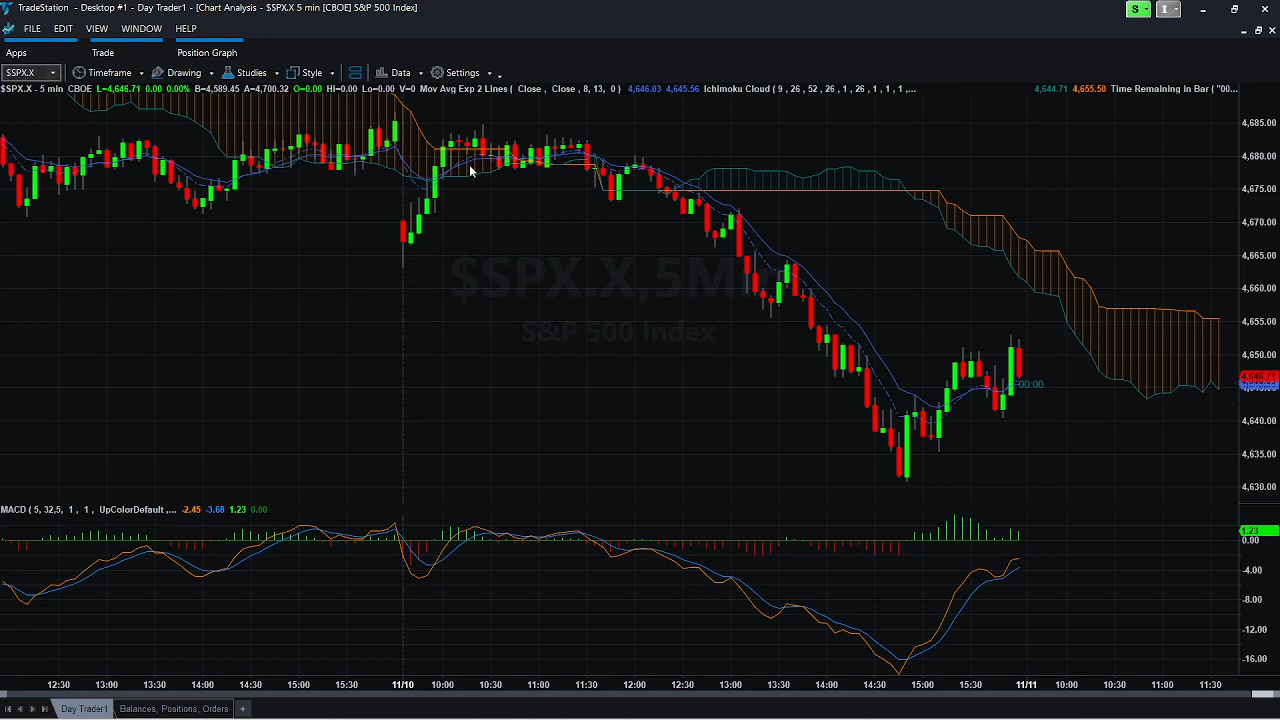 TradeStation - Desktop #1 - Day Trader1 - [Chart Analysis - $SPX.X 5 min [CBOE] S&P 500 Index]
S I
FILE EDIT VIEW WINDOW HELP
Apps Trade Position Graph
$SPX.X Timeframe Drawing Studies Style Data Settings
$SPX.X - 5 min CBOE L=4,646.71 0.00 0.00% B=4,589.45 A=4,700.32 O=0.00 Hi=0.00 Lo=0.00 V=0 Mov Avg Exp 2 Lines ( Close , Close , 8, 13, 0 ) 4,646.03 4,645.56 Ichimoku Cloud ( 9 , 26 , 52 , 26 , 1 , 26 , 1 , 1 , 1 ,... 4,644.71 4,655.50 Time Remaining in Bar ( "00...
4,685.00
4,680.00
4,675.00
4,670.00
4,665.00
4,660.00
4,655.00
4,650.00
4,646.71
4,640.00
4,635.00
4,630.00
$SPX.X,5Min
S&P 500 Index
00:00
MACD ( 5, 32,5, 1 , 1 , UpColorDefault ,... -2.45 -3.68 1.23 0.00
1.23
0.00
-4.00
-8.00
-12.00
-16.00
12:30 13:00 13:30 14:00 14:30 15:00 15:30 11/10 10:00 10:30 11:00 11:30 12:00 12:30 13:00 13:30 14:00 14:30 15:00 15:30 11/11 10:00 10:30 11:00 11:30
Day Trader1 Balances, Positions, Orders +